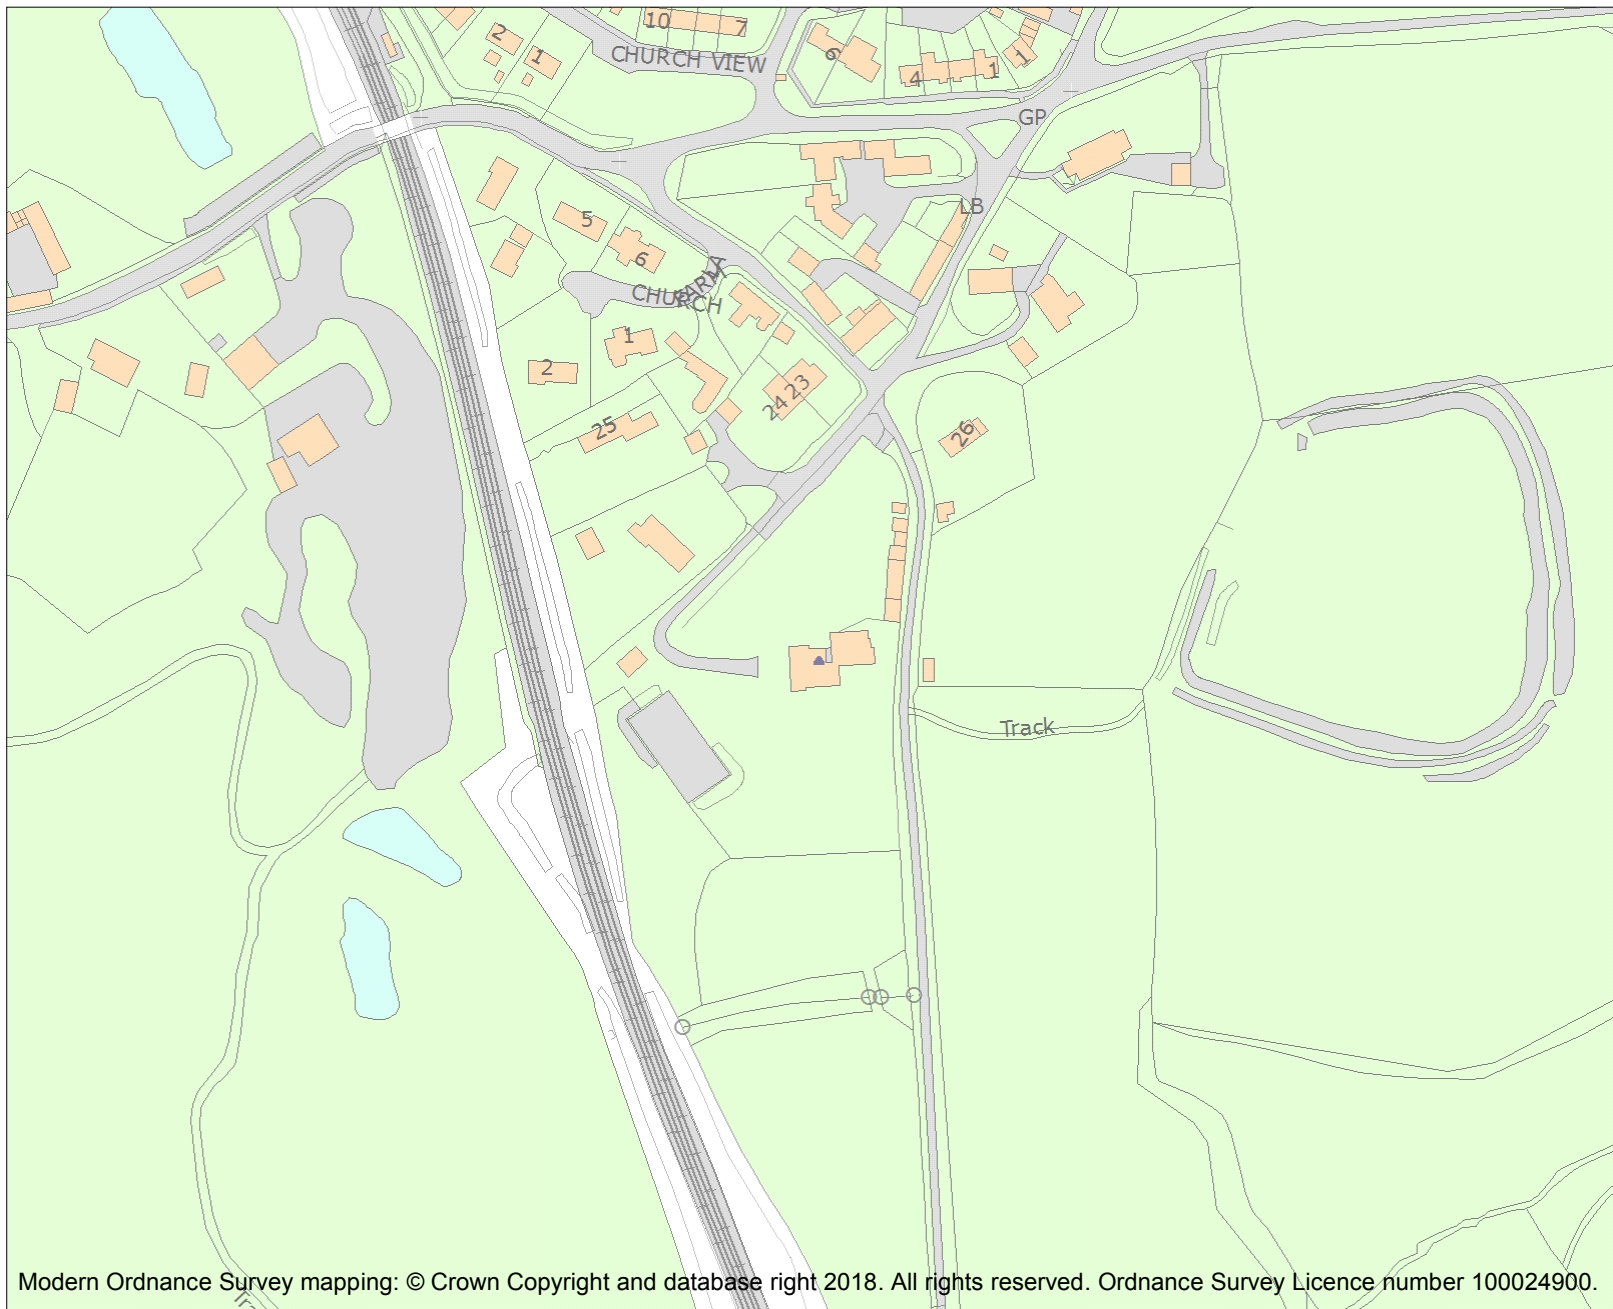 10
7
2
1
CHURCH VIEW
6
4
1
1
GP
LB
5
6
CHURCH
FARM
1
2
24 23
25
26
Track
Modern Ordnance Survey mapping: © Crown Copyright and database right 2018. All rights reserved. Ordnance Survey Licence number 100024900.